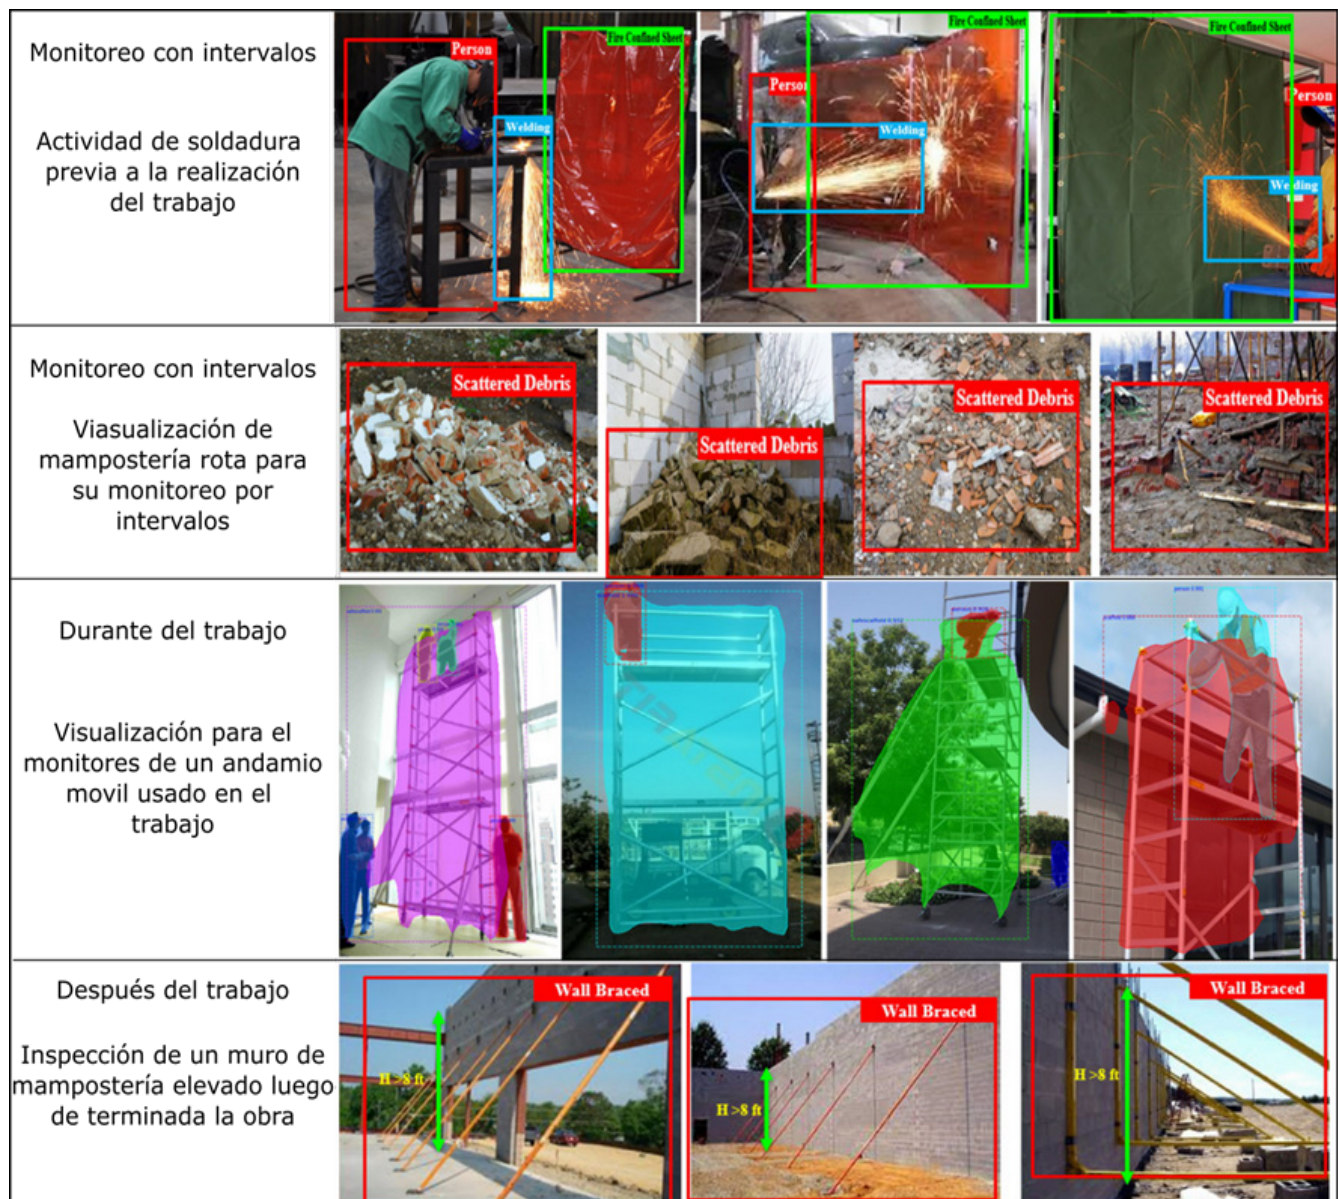 Monitoreo con intervalos
Actividad de soldadura
previa a la realización
del trabajo
Person
Welding
Fire Confined Sheet
Person
Welding
Fire Confined Sheet
Fire Confined Sheet
Person
Welding
Monitoreo con intervalos
Viasualización de
mampostería rota para
su monitoreo por
intervalos
Scattered Debris
Scattered Debris
Scattered Debris
Scattered Debris
Durante del trabajo
Visualización para el
monitores de un andamio
movil usado en el
trabajo
Después del trabajo
Inspección de un muro de
mampostería elevado luego
de terminada la obra
Wall Braced
H >8 ft
Wall Braced
H >8 ft
Wall Braced
H >8 ft